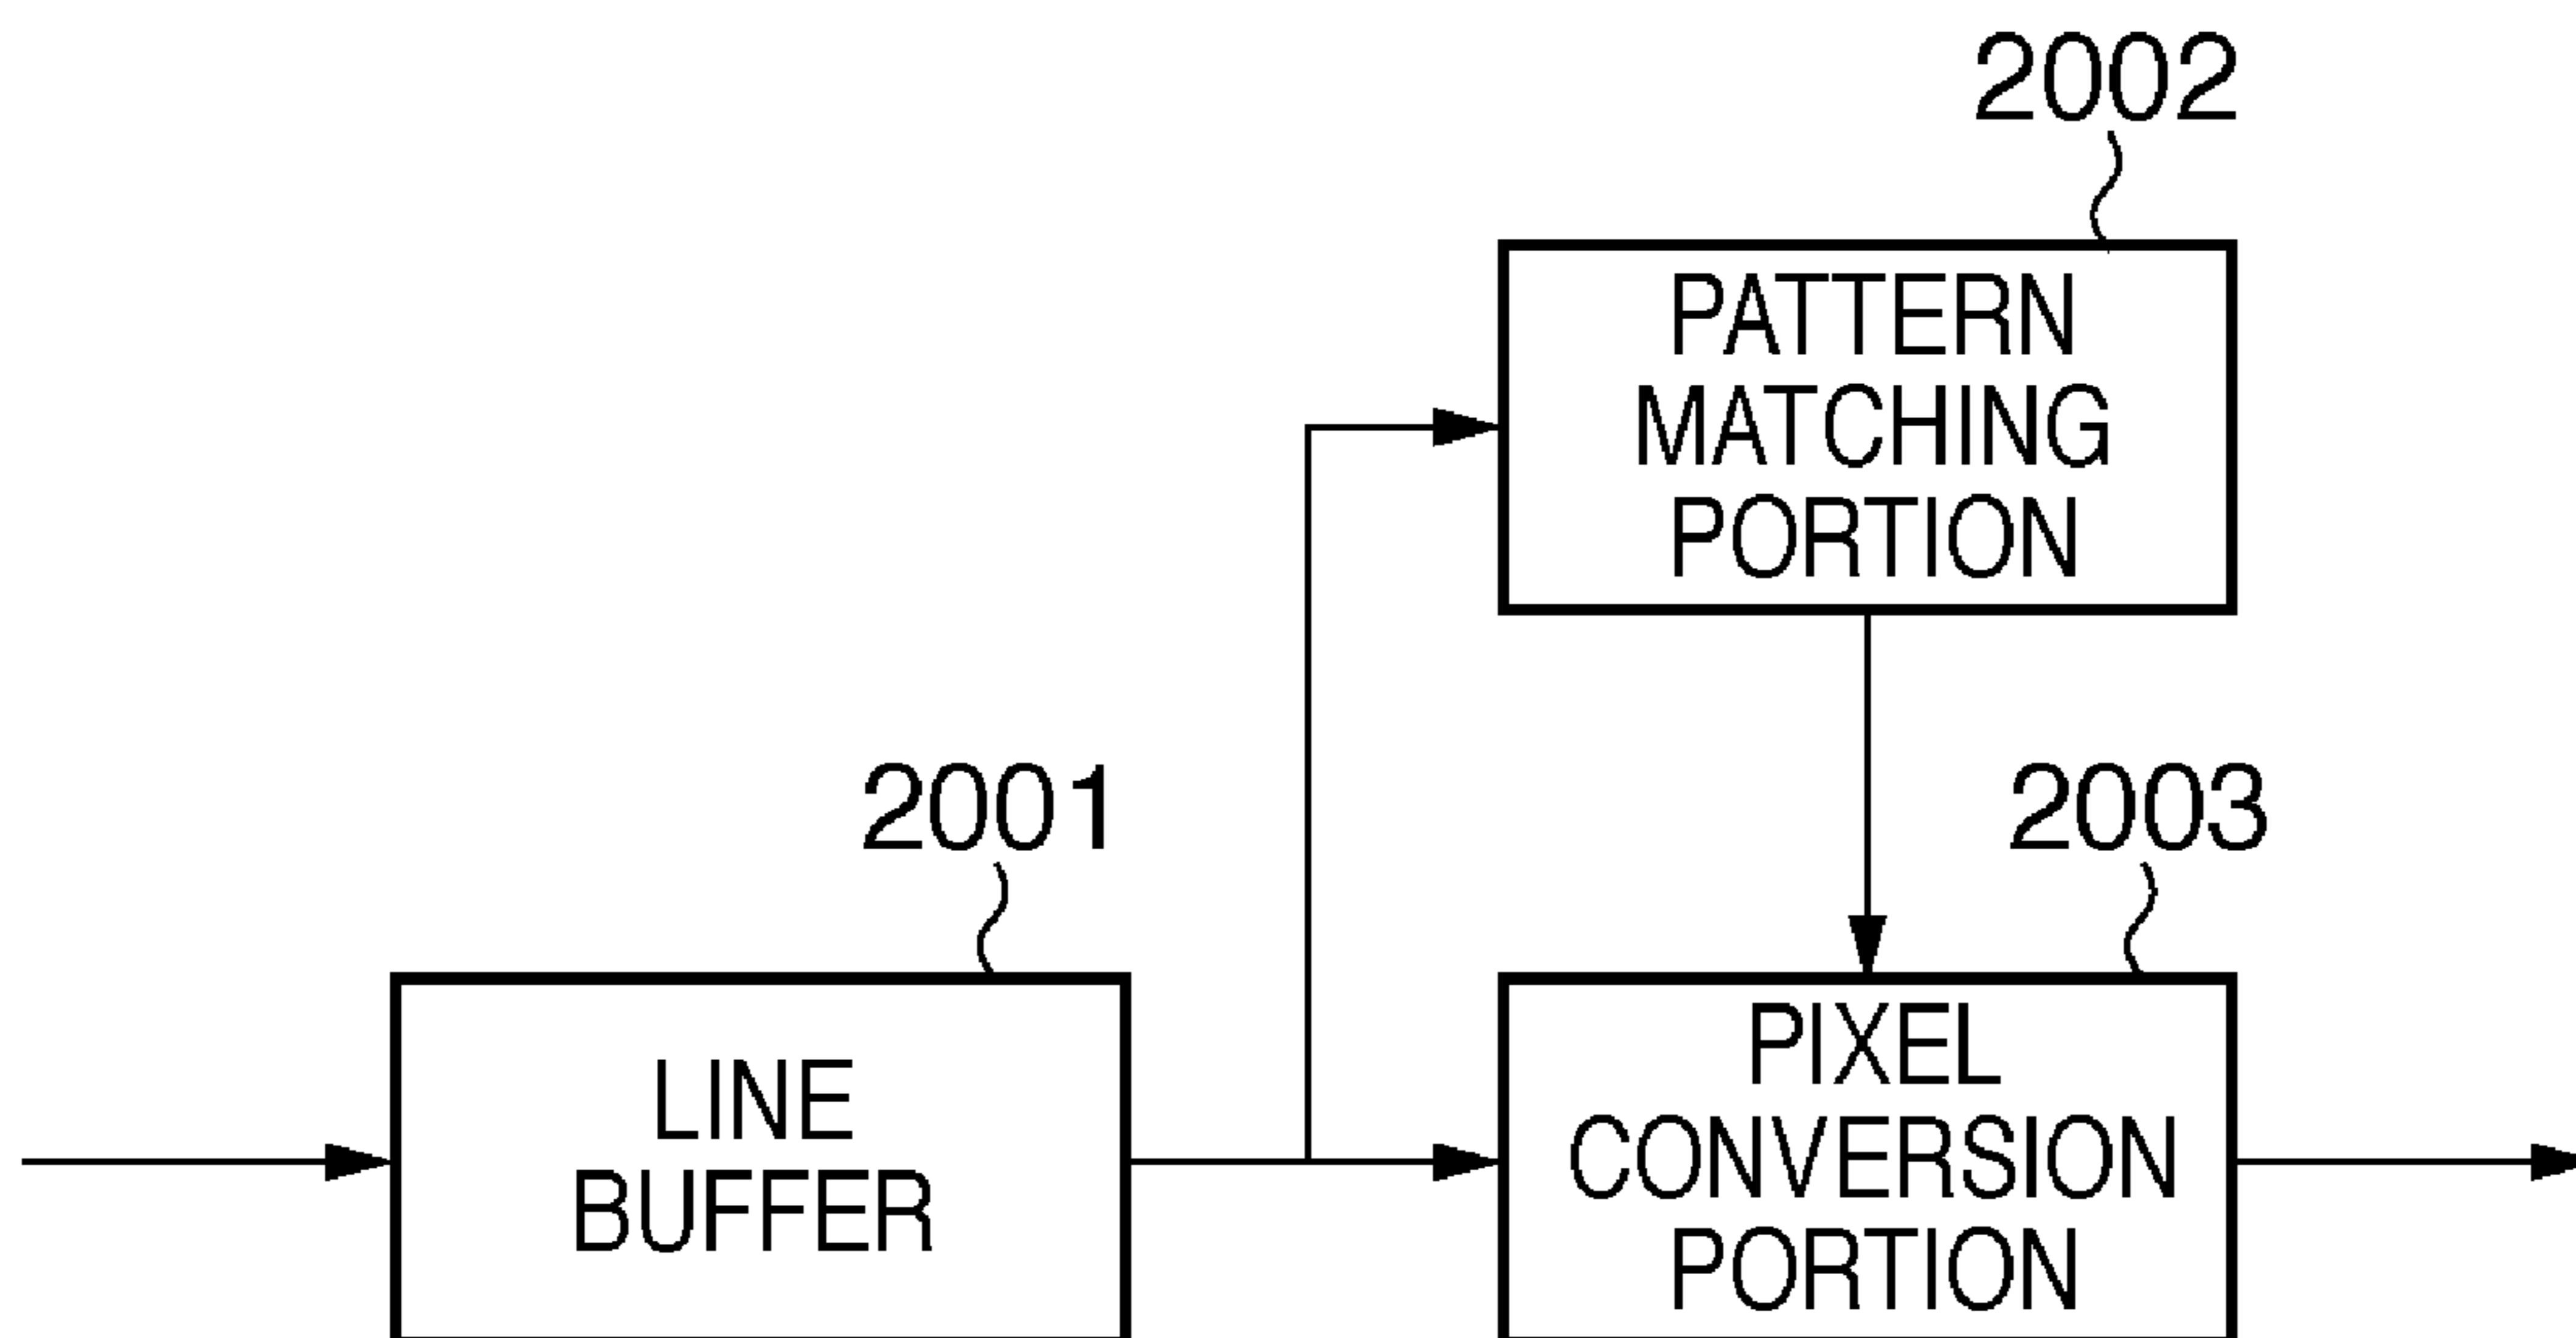 2002
PATTERN
MATCHING
PORTION
2001
2003
LINE
BUFFER
PIXEL
CONVERSION
PORTION